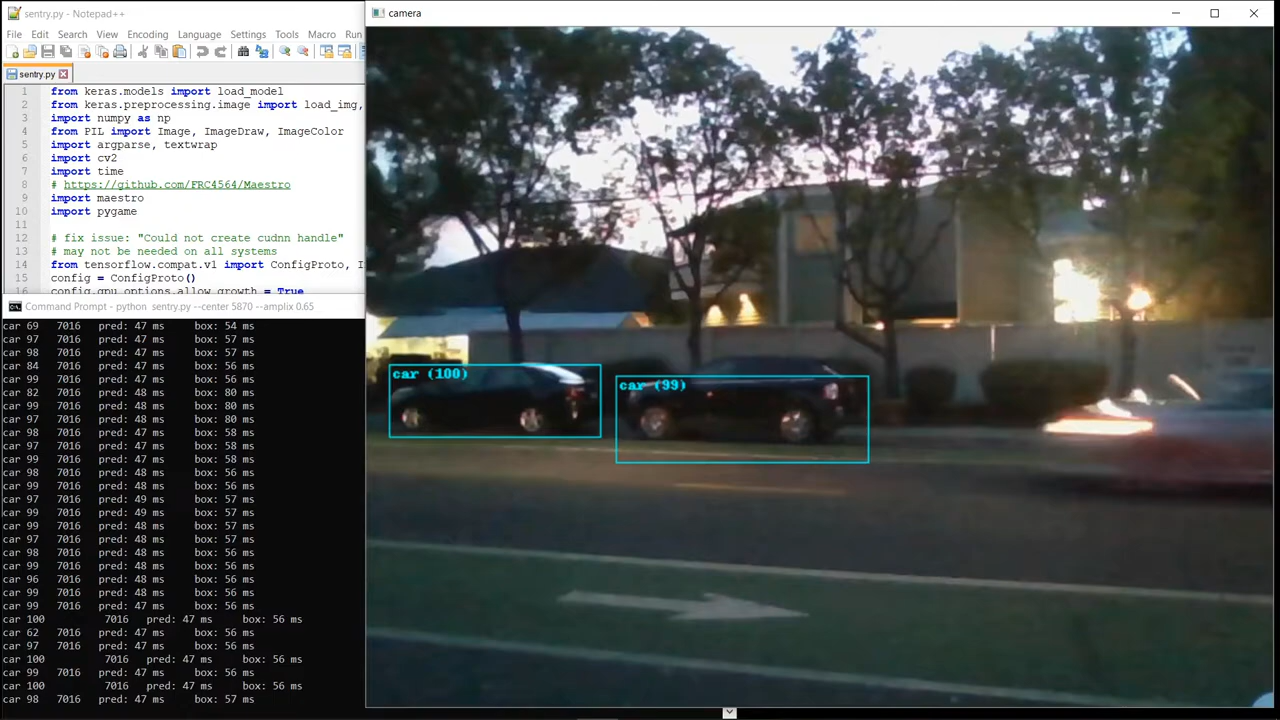 sentry.py - Notepad++
File Edit Search View Encoding Language Settings Tools Macro Run
sentry.py
1 from keras.models import load_model
2 from keras.preprocessing.image import load_img,
3 import numpy as np
4 from PIL import Image, ImageDraw, ImageColor
5 import argparse, textwrap
6 import cv2
7 import time
8 # https://github.com/FRC4564/Maestro
9 import maestro
10 import pygame
11
12 # fix issue: "Could not create cudnn handle"
13 # may not be needed on all systems
14 from tensorflow.compat.v1 import ConfigProto, I
15 config = ConfigProto()
16 config.gpu_options.allow_growth = True
Command Prompt - python sentry.py --center 5870 --amplix 0.65
car 69 7016 pred: 47 ms box: 54 ms
car 97 7016 pred: 47 ms box: 57 ms
car 98 7016 pred: 47 ms box: 57 ms
car 84 7016 pred: 47 ms box: 56 ms
car 99 7016 pred: 47 ms box: 56 ms
car 82 7016 pred: 48 ms box: 80 ms
car 99 7016 pred: 48 ms box: 80 ms
car 97 7016 pred: 48 ms box: 80 ms
car 98 7016 pred: 47 ms box: 58 ms
car 97 7016 pred: 47 ms box: 58 ms
car 99 7016 pred: 47 ms box: 58 ms
car 98 7016 pred: 48 ms box: 56 ms
car 99 7016 pred: 48 ms box: 56 ms
car 97 7016 pred: 49 ms box: 57 ms
car 99 7016 pred: 49 ms box: 57 ms
car 99 7016 pred: 48 ms box: 57 ms
car 97 7016 pred: 48 ms box: 57 ms
car 98 7016 pred: 48 ms box: 56 ms
car 99 7016 pred: 48 ms box: 56 ms
car 96 7016 pred: 48 ms box: 56 ms
car 99 7016 pred: 48 ms box: 56 ms
car 99 7016 pred: 47 ms box: 56 ms
car 100 7016 pred: 47 ms box: 56 ms
car 62 7016 pred: 47 ms box: 56 ms
car 97 7016 pred: 47 ms box: 56 ms
car 100 7016 pred: 47 ms box: 56 ms
car 99 7016 pred: 47 ms box: 56 ms
car 100 7016 pred: 47 ms box: 56 ms
car 98 7016 pred: 47 ms box: 57 ms
camera
car (100)
car (99)